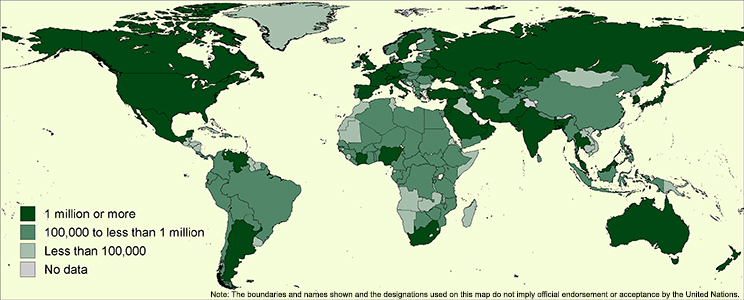 1 million or more
100,000 to less than 1 million
Less than 100,000
No data
Note: The boundaries and names shown and the designations used on this map do not imply official endorsement or acceptance by the United Nations.